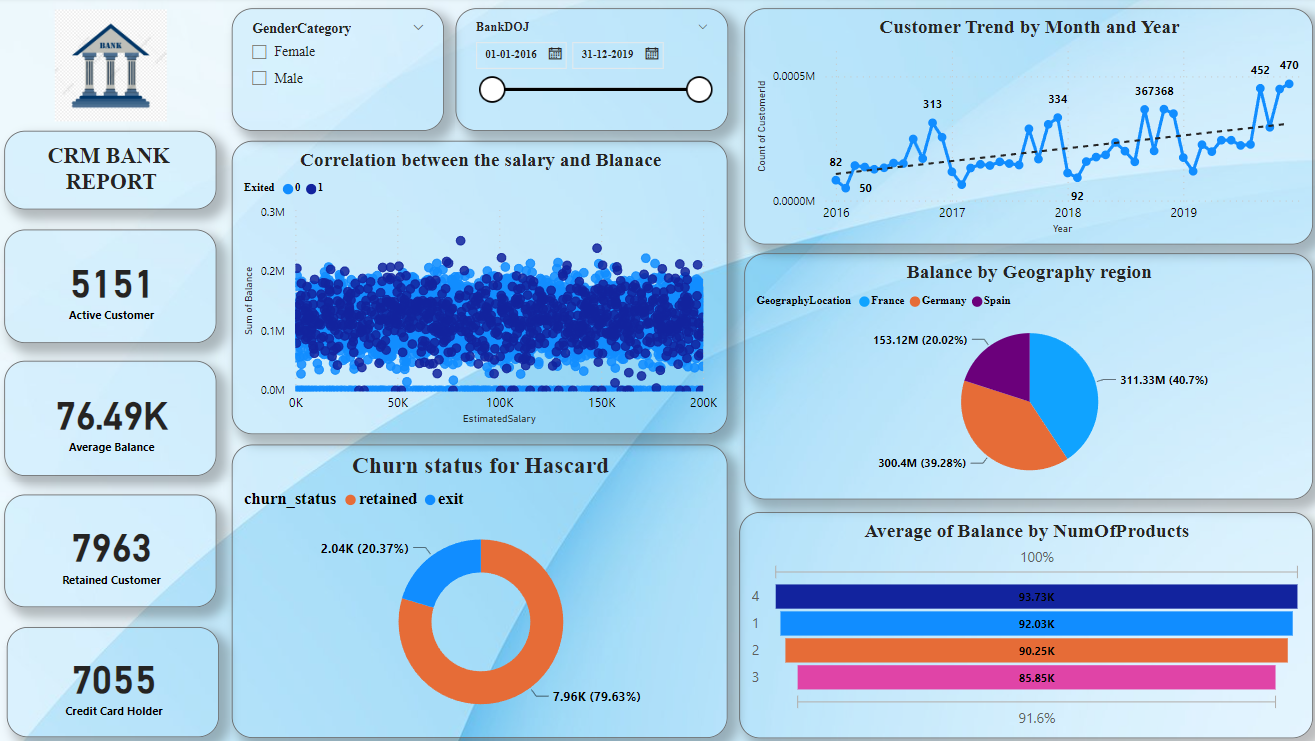 BANK
CRM BANK
REPORT
5151
Active Customer
76.49K
Average Balance
7963
Retained Customer
7055
Credit Card Holder
GenderCategory
Female
Male
BankDOJ
01-01-2016
31-12-2019
Correlation between the salary and Blanace
Exited 0 1
Sum of Balance
0.3M
0.2M
0.1M
0.0M
0K 50K 100K 150K 200K
EstimatedSalary
Churn status for Hascard
churn_status retained exit
2.04K (20.37%)
7.96K (79.63%)
Customer Trend by Month and Year
Count of CustomerId
0.0005M
0.0000M
82
50
313
334
92
367368
452
470
2016 2017 2018 2019
Year
Balance by Geography region
GeographyLocation France Germany Spain
153.12M (20.02%)
311.33M (40.7%)
300.4M (39.28%)
Average of Balance by NumOfProducts
100%
4 93.73K
1 92.03K
2 90.25K
3 85.85K
91.6%